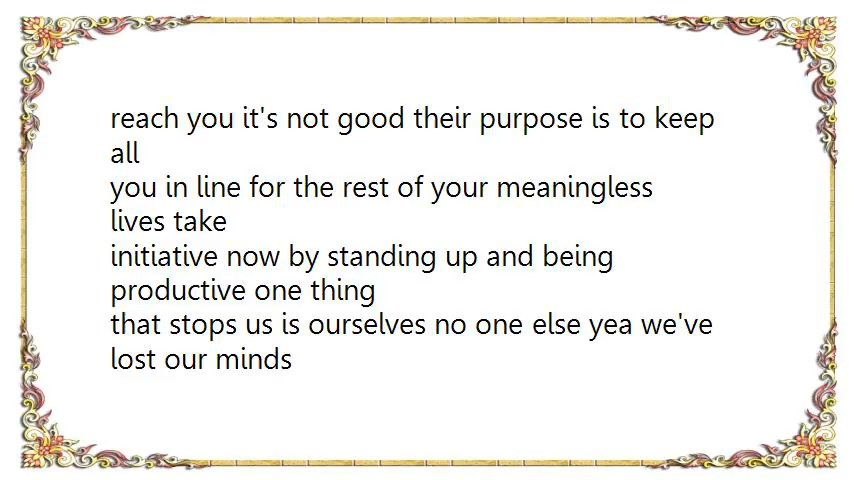 reach you it's not good their purpose is to keep
all
you in line for the rest of your meaningless
lives take
initiative now by standing up and being
productive one thing
that stops us is ourselves no one else yea we've
lost our minds